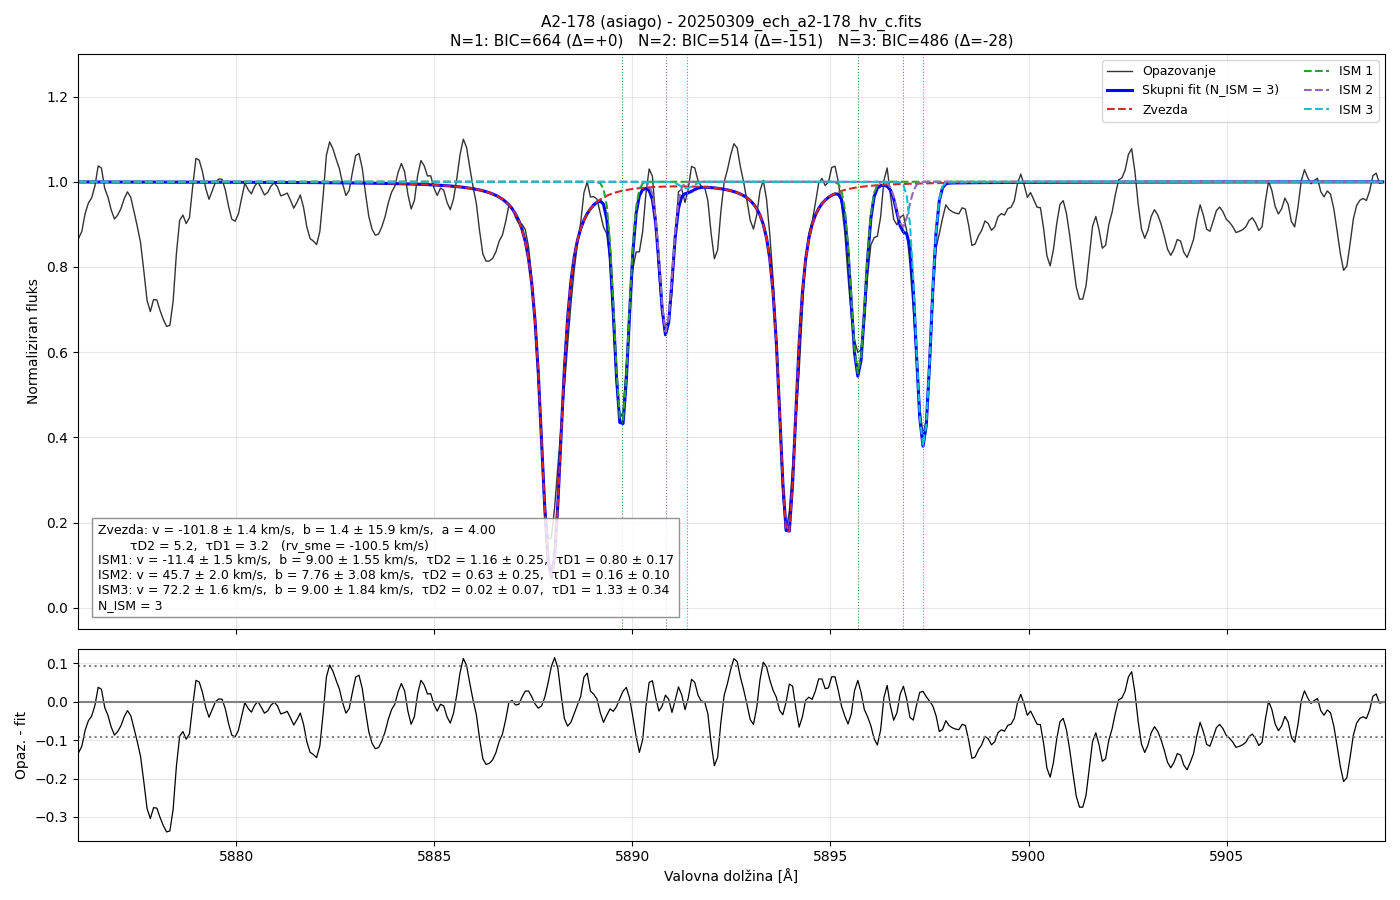 A2-178 (asiago) - 20250309_ech_a2-178_hv_c.fits
N=1: BIC=664 (Δ=+0)   N=2: BIC=514 (Δ=-151)   N=3: BIC=486 (Δ=-28)
Opazovanje
Skupni fit (N_ISM = 3)
Zvezda
ISM 1
ISM 2
ISM 3
Normaliziran fluks
1.2
1.0
0.8
0.6
0.4
0.2
0.0
Zvezda: v = -101.8 ± 1.4 km/s,  b = 1.4 ± 15.9 km/s,  a = 4.00
τD2 = 5.2,  τD1 = 3.2   (rv_sme = -100.5 km/s)
ISM1: v = -11.4 ± 1.5 km/s,  b = 9.00 ± 1.55 km/s,  τD2 = 1.16 ± 0.25,  τD1 = 0.80 ± 0.17
ISM2: v = 45.7 ± 2.0 km/s,  b = 7.76 ± 3.08 km/s,  τD2 = 0.63 ± 0.25,  τD1 = 0.16 ± 0.10
ISM3: v = 72.2 ± 1.6 km/s,  b = 9.00 ± 1.84 km/s,  τD2 = 0.02 ± 0.07,  τD1 = 1.33 ± 0.34
N_ISM = 3
Opaz. - fit
0.1
0.0
−0.1
−0.2
−0.3
5880 5885 5890 5895 5900 5905
Valovna dolžina [Å]